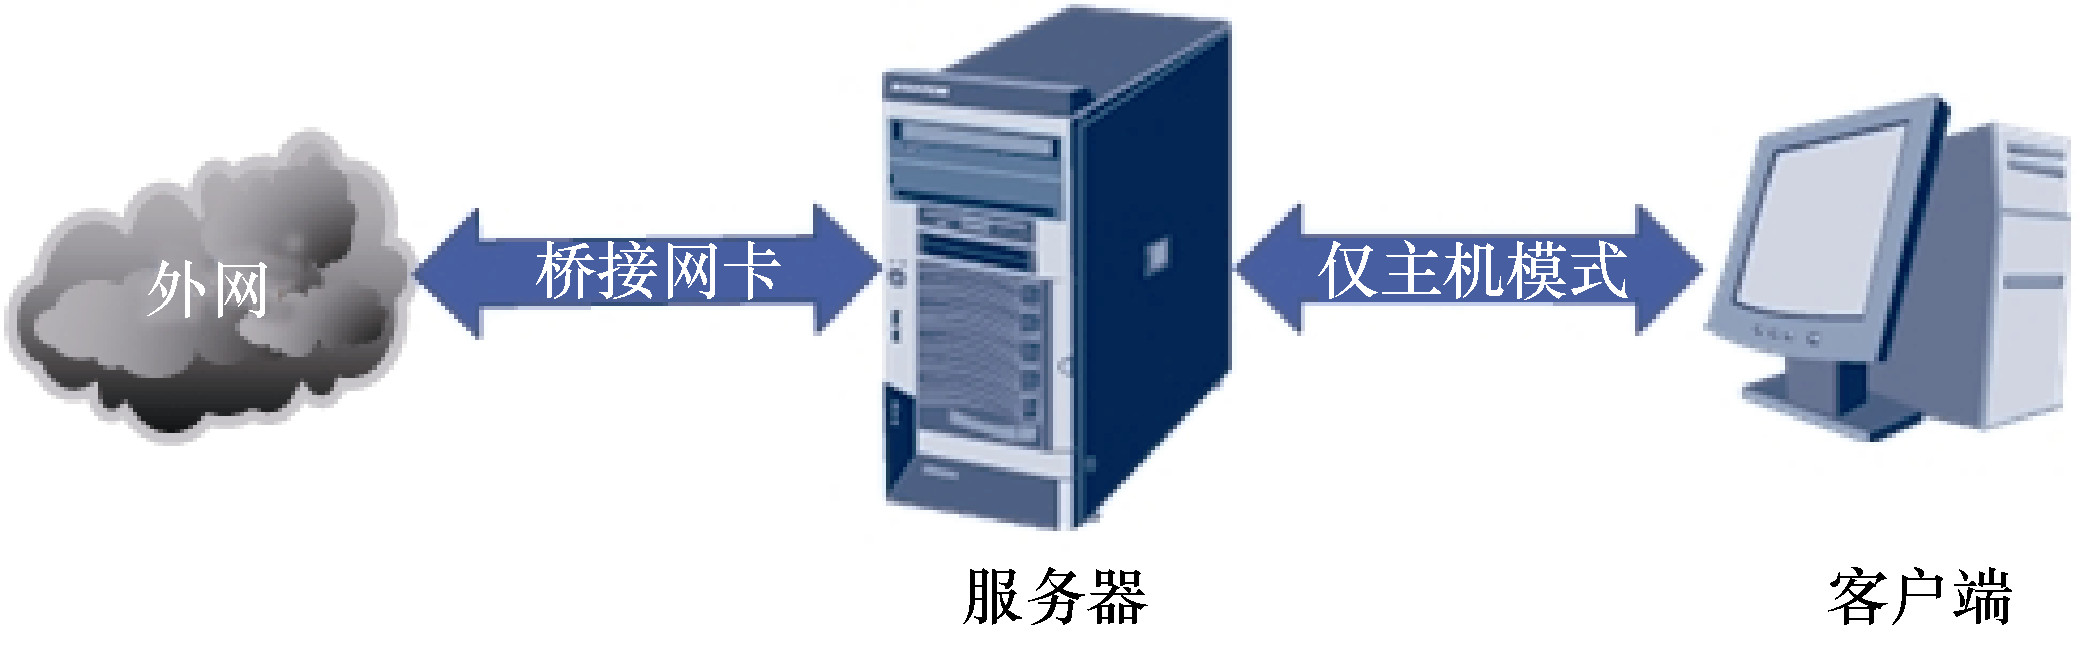 外网
桥接网卡
仅主机模式
服务器
客户端